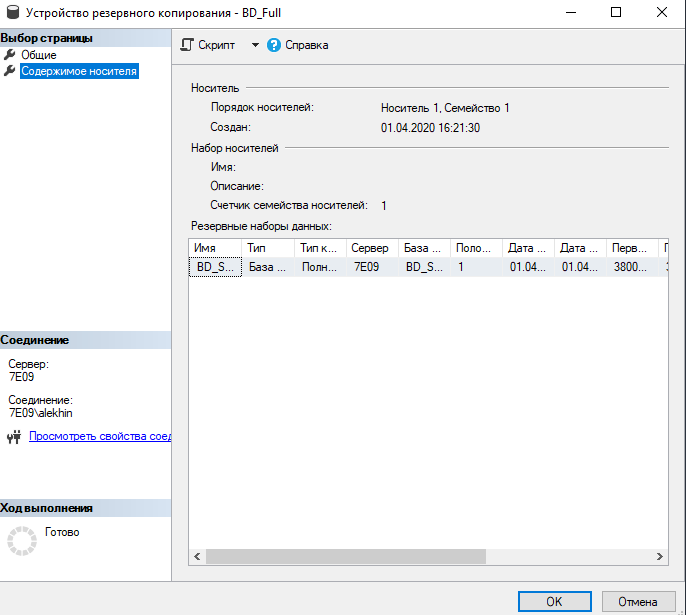 Устройство резервного копирования - BD_Full
Выбор страницы
Общие
Содержимое носителя
Скрипт
Справка
Носитель
Порядок носителей: Носитель 1, Семейство 1
Создан: 01.04.2020 16:21:30
Набор носителей
Имя:
Описание:
Счетчик семейства носителей: 1
Резервные наборы данных:
Имя Тип Тип к... Сервер База ... Поло... Дата ... Дата ... Перв...
BD_S... База ... Полн... 7E09 BD_S... 1 01.04... 01.04... 3800...
Соединение
Сервер:
7E09
Соединение:
7E09\alekhin
Просмотреть свойства соед
Ход выполнения
Готово
OK Отмена